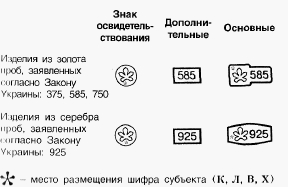 Знак освидетель-ствования
Дополни-тельные
Основные
Изделия из золота
проб, заявленных
согласно Закону
Украины: 375, 585, 750
585
585
Изделия из серебра
проб, заявленных
согласно Закону
Украины: 925
925
925
– место размещения шифра субъекта (К, Л, В, Х)